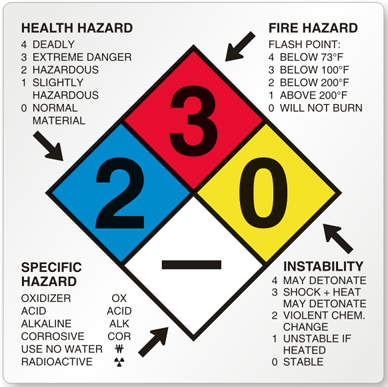 HEALTH HAZARD
4 DEADLY
3 EXTREME DANGER
2 HAZARDOUS
1 SLIGHTLY
HAZARDOUS
0 NORMAL
MATERIAL
FIRE HAZARD
FLASH POINT:
4 BELOW 73°F
3 BELOW 100°F
2 BELOW 200°F
1 ABOVE 200°F
0 WILL NOT BURN
3
2
0
—
SPECIFIC
HAZARD
OXIDIZER OX
ACID ACID
ALKALINE ALK
CORROSIVE COR
USE NO WATER W
RADIOACTIVE ☢
INSTABILITY
4 MAY DETONATE
3 SHOCK + HEAT
MAY DETONATE
2 VIOLENT CHEM.
CHANGE
1 UNSTABLE IF
HEATED
0 STABLE